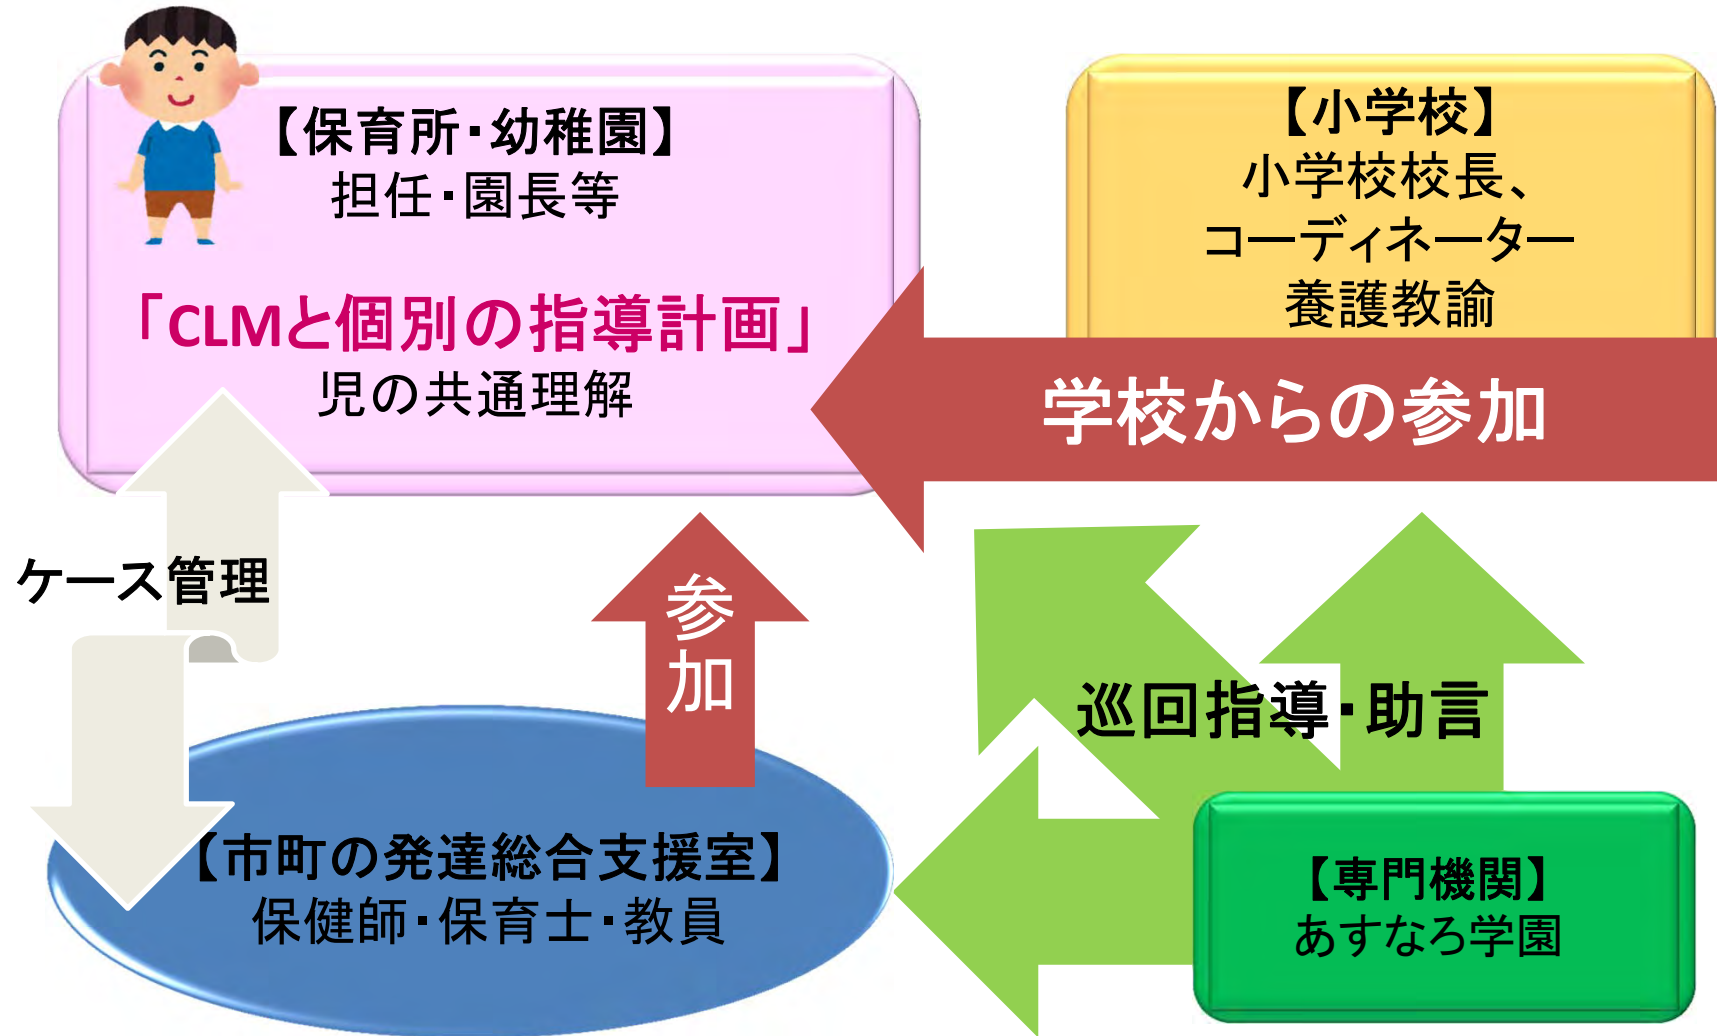 【保育所・幼稚園】
担任・園長等
「CLMと個別の指導計画」
児の共通理解
【小学校】
小学校校長、
コーディネーター
養護教諭
学校からの参加
ケース管理
参加
巡回指導・助言
【市町の発達総合支援室】
保健師・保育士・教員
【専門機関】
あすなろ学園